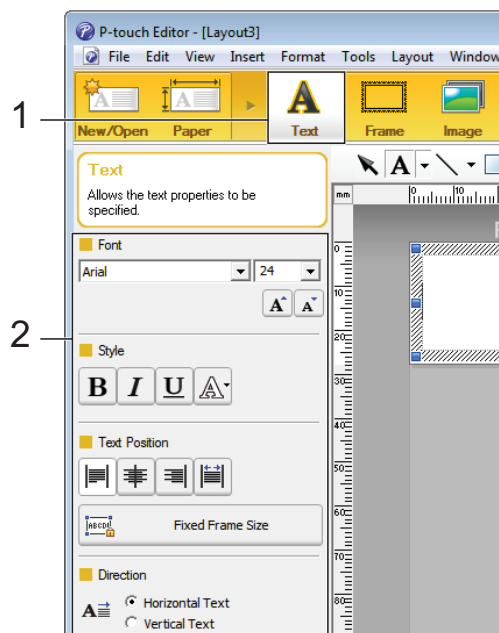 P-touch Editor - [Layout3]
File Edit View Insert Format Tools Layout Window
1
New/Open Paper Text Frame Image
Text
Allows the text properties to be
specified.
A
mm
0 10
Font
Arial 24
A A
2
Style
B I U A
Text Position
ABCD
Fixed Frame Size
Direction
A
Horizontal Text
Vertical Text
0
10
20
30
40
50
60
70
80